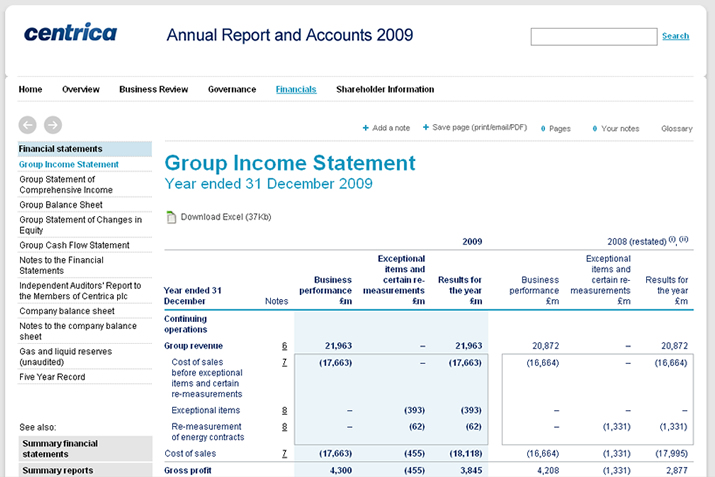 centrica
Annual Report and Accounts 2009
Search
Home Overview Business Review Governance Financials Shareholder Information
+ Add a note + Save page (print/email/PDF) 0 Pages 0 Your notes Glossary
Financial statements
Group Income Statement
Group Statement of
Comprehensive Income
Group Balance Sheet
Group Statement of Changes in
Equity
Group Cash Flow Statement
Notes to the Financial
Statements
Independent Auditors' Report to
the Members of Centrica plc
Company balance sheet
Notes to the company balance
sheet
Gas and liquid reserves
(unaudited)
Five Year Record
See also:
Summary financial
statements
Summary reports
Group Income Statement
Year ended 31 December 2009
Download Excel (37Kb)
2009 2008 (restated) (i), (ii)
Year ended 31
December
Notes
Business
performance
£m
Exceptional
items and
certain re-
measurements
£m
Results for
the year
£m
Business
performance
£m
Exceptional
items and
certain re-
measurements
£m
Results for
the year
£m
Continuing
operations
Group revenue 6 21,963 – 21,963 20,872 – 20,872
Cost of sales 7 (17,663) – (17,663) (16,664) – (16,664)
before exceptional
items and certain
re-measurements
Exceptional items 8 – (393) (393) – – –
Re-measurement 8 – (62) (62) – (1,331) (1,331)
of energy contracts
Cost of sales 7 (17,663) (455) (18,118) (16,664) (1,331) (17,995)
Gross profit 4,300 (455) 3,845 4,208 (1,331) 2,877